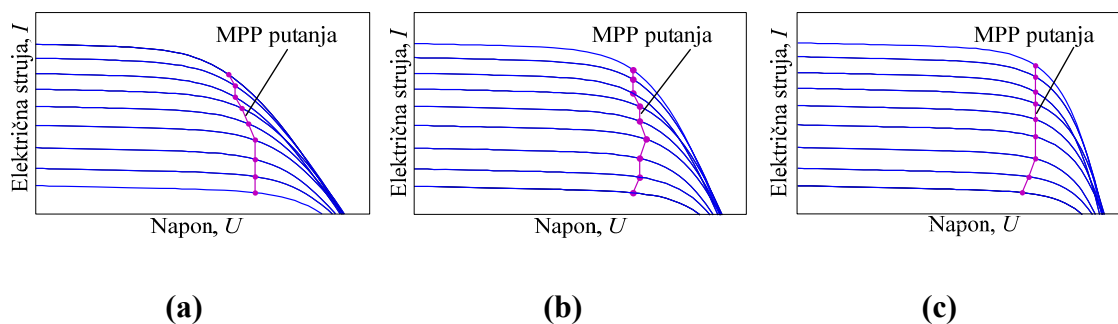 Električna struja, I
MPP putanja
Napon, U
(a)
Električna struja, I
MPP putanja
Napon, U
(b)
Električna struja, I
MPP putanja
Napon, U
(c)